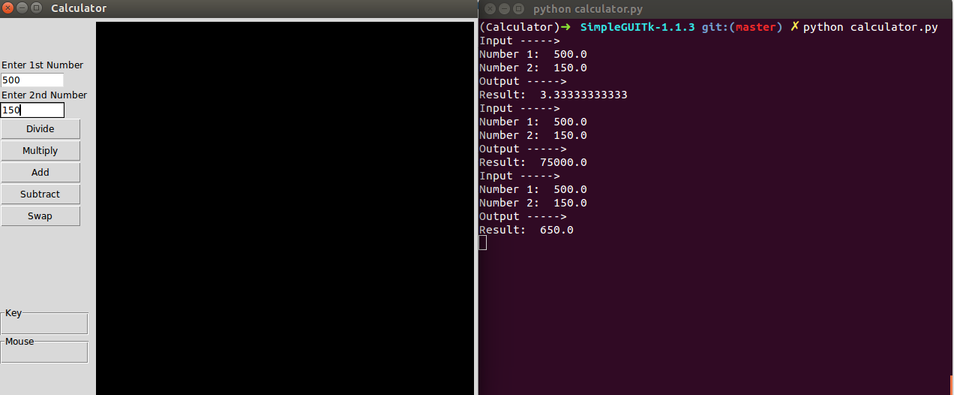 Calculator
Enter 1st Number
500
Enter 2nd Number
150
Divide
Multiply
Add
Subtract
Swap
Key
Mouse
python calculator.py
(Calculator)➜ SimpleGUITk-1.1.3 git:(master) ✗ python calculator.py
Input ----->
Number 1:  500.0
Number 2:  150.0
Output ----->
Result:  3.33333333333
Input ----->
Number 1:  500.0
Number 2:  150.0
Output ----->
Result:  75000.0
Input ----->
Number 1:  500.0
Number 2:  150.0
Output ----->
Result:  650.0